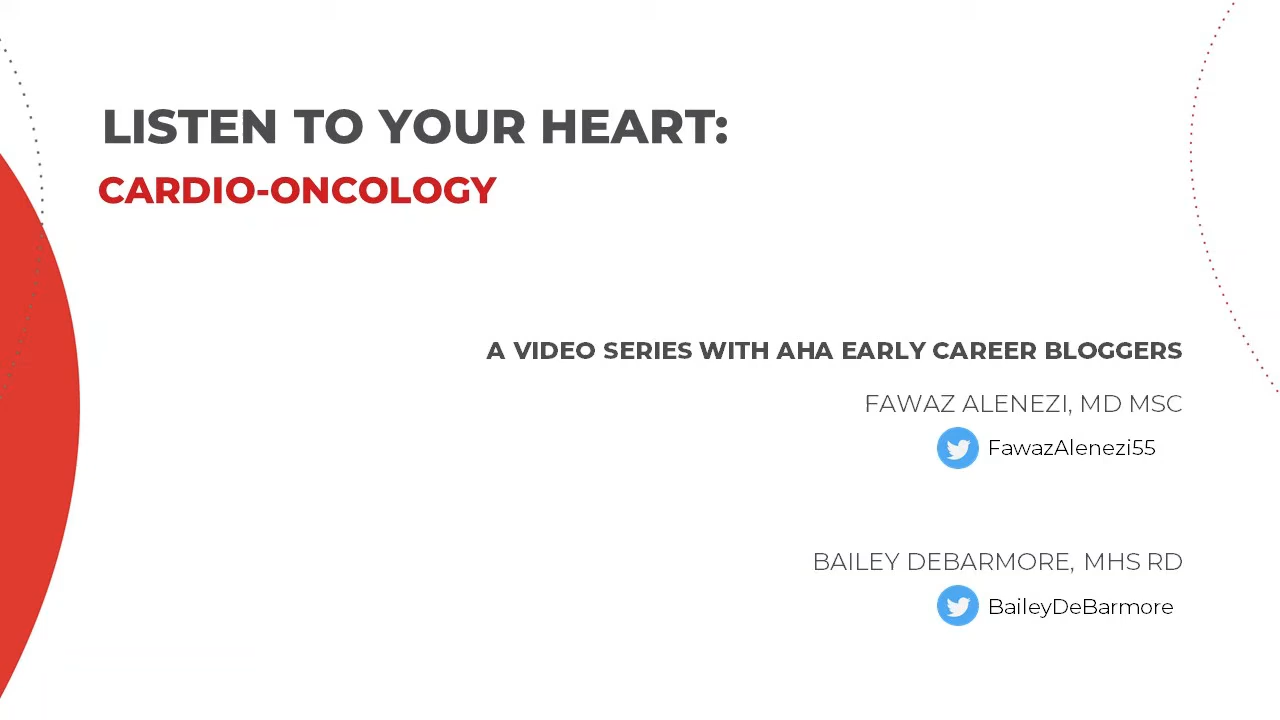 LISTEN TO YOUR HEART:
CARDIO-ONCOLOGY
A VIDEO SERIES WITH AHA EARLY CAREER BLOGGERS
FAWAZ ALENEZI, MD MSC
FawazAlenezi55
BAILEY DEBARMORE, MHS RD
BaileyDeBarmore